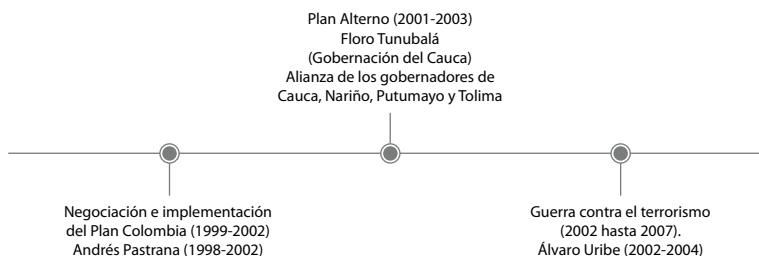 Plan Alterno (2001-2003)
Floro Tunubalá
(Gobernación del Cauca)
Alianza de los gobernadores de
Cauca, Nariño, Putumayo y Tolima
Negociación e implementación
del Plan Colombia (1999-2002)
Andrés Pastrana (1998-2002)
Guerra contra el terrorismo
(2002 hasta 2007).
Álvaro Uribe (2002-2004)